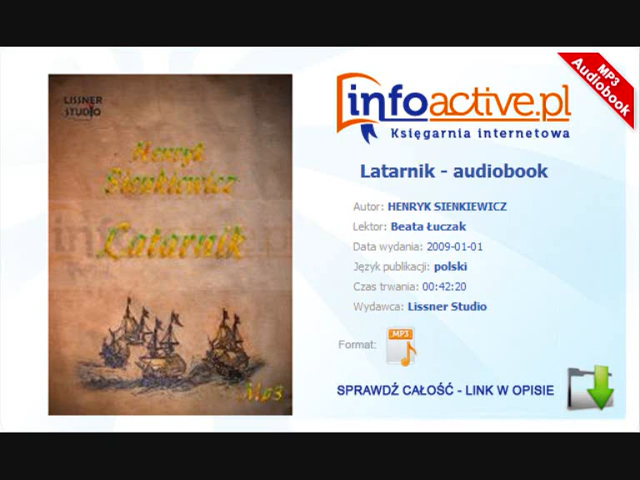 LISSNER
STUDIO
Henryk
Sienkiewicz
Latarnik
Mp3
infoactive.pl
Księgarnia internetowa
MP3
Audiobook
Latarnik - audiobook
Autor: HENRYK SIENKIEWICZ
Lektor: Beata Łuczak
Data wydania: 2009-01-01
Język publikacji: polski
Czas trwania: 00:42:20
Wydawca: Lissner Studio
Format:
MP3
SPRAWDŹ CAŁOŚĆ - LINK W OPISIE